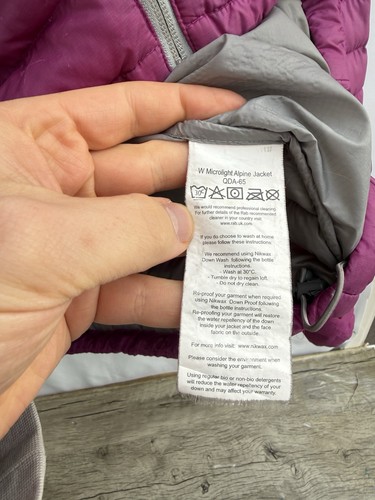 W Microlight Alpine Jacket
QDA-65
30°
We would recommend professional cleaning
For further details of the Rab recommended
cleaner in your country visit
www.rab.uk.com
If you do choose to wash at home
please follow these instructions.
We recommend using Nikwax
Down Wash, following the bottle
instructions.
- Wash at 30°C.
- Tumble dry to regain loft.
- Do not dry clean.
Re-proof your garment when required
using Nikwax Down Proof following
the bottle instructions.
Re-proofing your garment will restore
the water repellency of the down
inside your jacket and the face
fabric on the outside.
For more info visit: www.nikwax.com
Please consider the environment when
washing your garment.
Using regular bio or non-bio detergents
will reduce the water repellency of your
down and may affect your warranty.